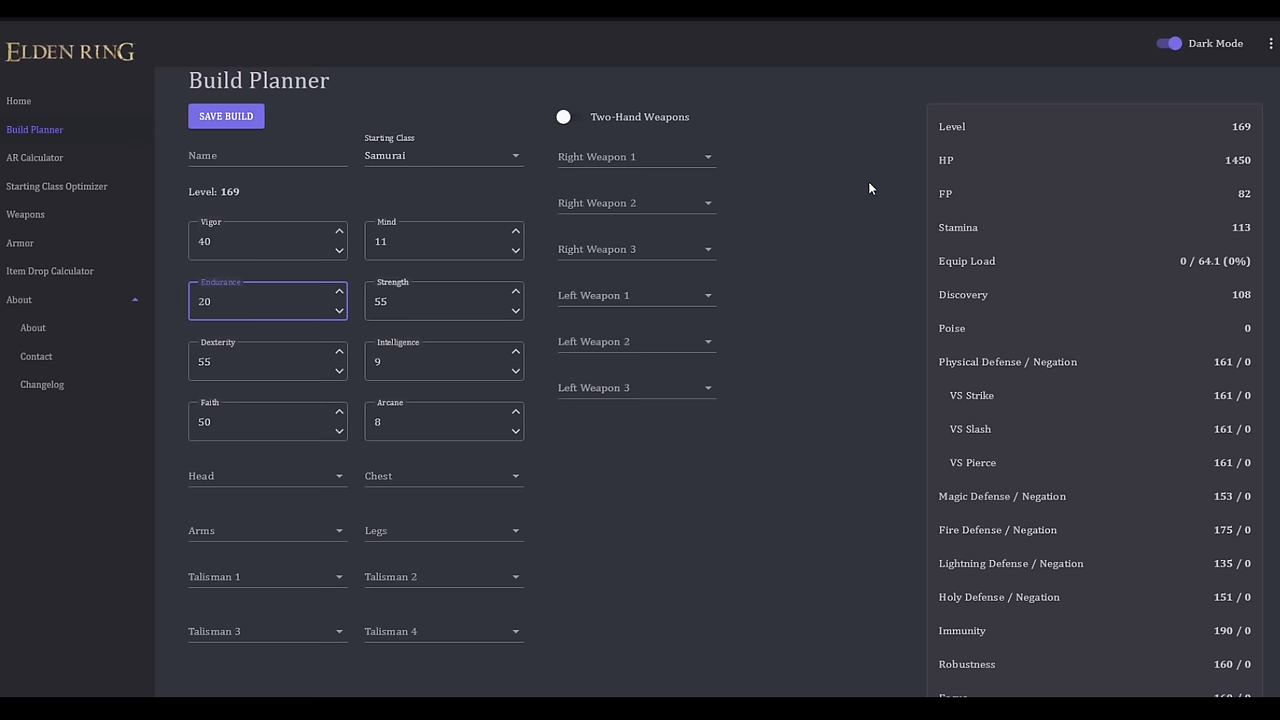 ELDEN RING
Dark Mode
Home
Build Planner
AR Calculator
Starting Class Optimizer
Weapons
Armor
Item Drop Calculator
About
About
Contact
Changelog
Build Planner
SAVE BUILD
Name
Starting Class
Samurai
Level: 169
Vigor
40
Mind
11
Endurance
20
Strength
55
Dexterity
55
Intelligence
9
Faith
50
Arcane
8
Head
Chest
Arms
Legs
Talisman 1
Talisman 2
Talisman 3
Talisman 4
Two-Hand Weapons
Right Weapon 1
Right Weapon 2
Right Weapon 3
Left Weapon 1
Left Weapon 2
Left Weapon 3
Level 169
HP 1450
FP 82
Stamina 113
Equip Load 0 / 64.1 (0%)
Discovery 108
Poise 0
Physical Defense / Negation 161 / 0
VS Strike 161 / 0
VS Slash 161 / 0
VS Pierce 161 / 0
Magic Defense / Negation 153 / 0
Fire Defense / Negation 175 / 0
Lightning Defense / Negation 135 / 0
Holy Defense / Negation 151 / 0
Immunity 190 / 0
Robustness 160 / 0